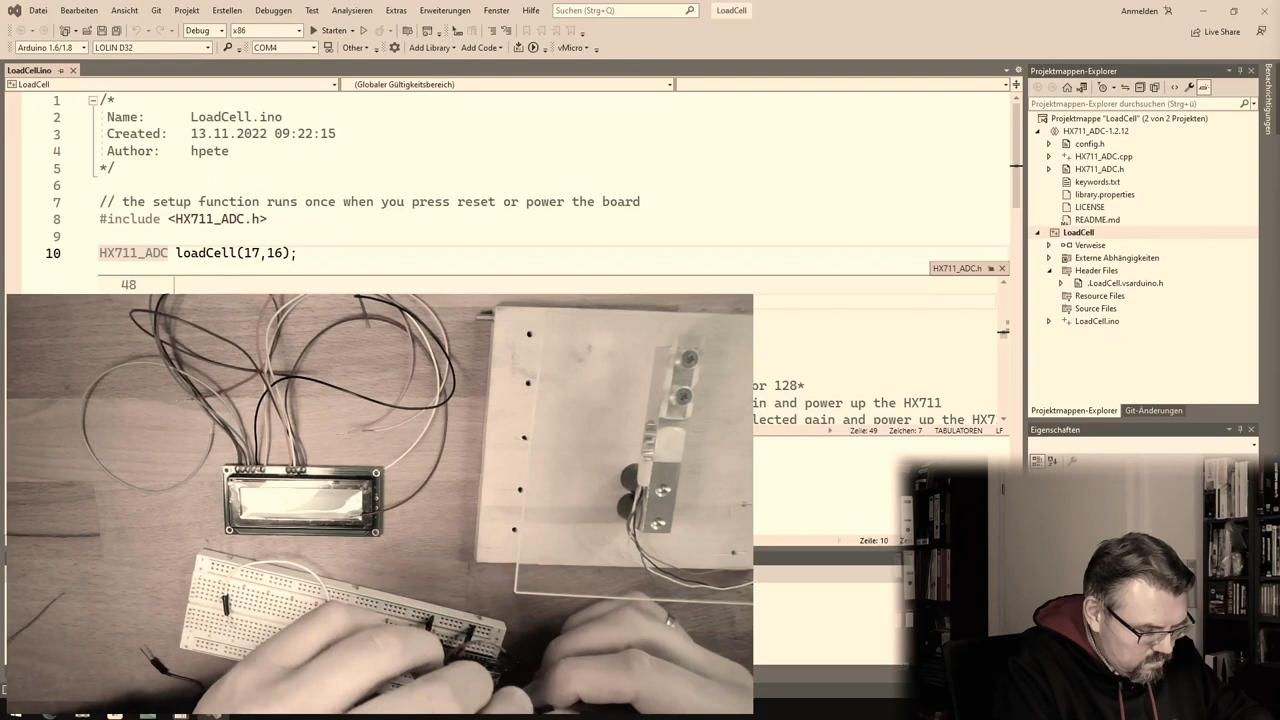 Datei Bearbeiten Ansicht Git Projekt Erstellen Debuggen Test Analysieren Extras Erweiterungen Fenster Hilfe Suchen (Strg+Q) LoadCell Anmelden
Debug x86 Starten Live Share
Arduino 1.6/1.8 LOLIN D32 COM4 Other Add Library Add Code vMicro
LoadCell.ino
LoadCell (Globaler Gültigkeitsbereich)
1 /*
2 Name: LoadCell.ino
3 Created: 13.11.2022 09:22:15
4 Author: hpete
5 */
6
7 // the setup function runs once when you press reset or power the board
8 #include <HX711_ADC.h>
9
10 HX711_ADC loadCell(17,16);
HX711_ADC.h
48
or 128*
in and power up the HX711
lected gain and power up the HX7
Zeile: 49 Zeichen: 7 TABULATOREN LF
Zeile: 10
Projektmappen-Explorer
Projektmappen-Explorer durchsuchen (Strg+ü)
Projektmappe "LoadCell" (2 von 2 Projekten)
HX711_ADC-1.2.12
config.h
HX711_ADC.cpp
HX711_ADC.h
keywords.txt
library.properties
LICENSE
README.md
LoadCell
Verweise
Externe Abhängigkeiten
Header Files
.LoadCell.vsarduino.h
Resource Files
Source Files
LoadCell.ino
Projektmappen-Explorer Git-Änderungen
Eigenschaften
Benachrichtigungen